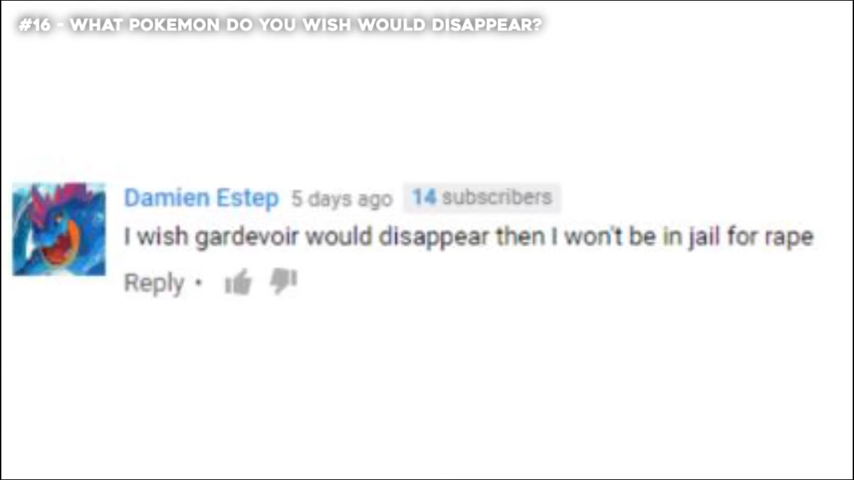 #16 - WHAT POKEMON DO YOU WISH WOULD DISAPPEAR?
Damien Estep 5 days ago 14 subscribers
I wish gardevoir would disappear then I won't be in jail for rape
Reply •